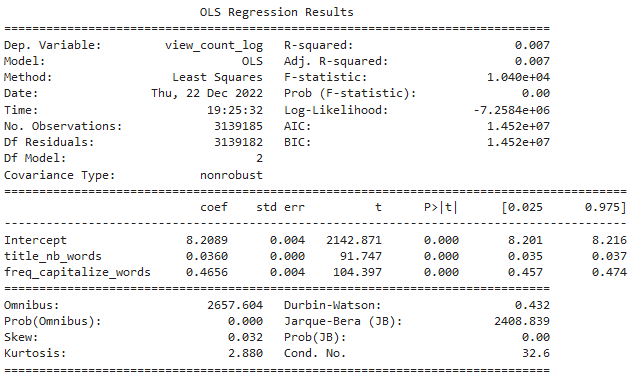 OLS Regression Results
==============================================================================
Dep. Variable: view_count_log R-squared: 0.007
Model: OLS Adj. R-squared: 0.007
Method: Least Squares F-statistic: 1.040e+04
Date: Thu, 22 Dec 2022 Prob (F-statistic): 0.00
Time: 19:25:32 Log-Likelihood: -7.2584e+06
No. Observations: 3139185 AIC: 1.452e+07
Df Residuals: 3139182 BIC: 1.452e+07
Df Model: 2
Covariance Type: nonrobust
=========================================================================================
coef std err t P>|t| [0.025 0.975]
-----------------------------------------------------------------------------------------
Intercept 8.2089 0.004 2142.871 0.000 8.201 8.216
title_nb_words 0.0360 0.000 91.747 0.000 0.035 0.037
freq_capitalize_words 0.4656 0.004 104.397 0.000 0.457 0.474
==============================================================================
Omnibus: 2657.604 Durbin-Watson: 0.432
Prob(Omnibus): 0.000 Jarque-Bera (JB): 2408.839
Skew: 0.032 Prob(JB): 0.00
Kurtosis: 2.880 Cond. No. 32.6
==============================================================================